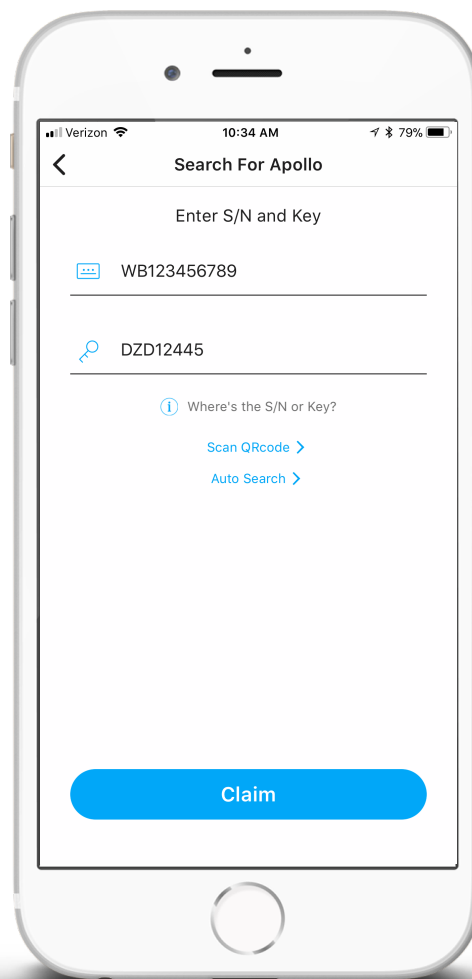 Verizon 10:34 AM 79%
Search For Apollo
Enter S/N and Key
WB123456789
DZD12445
i Where's the S/N or Key?
Scan QRcode
Auto Search
Claim